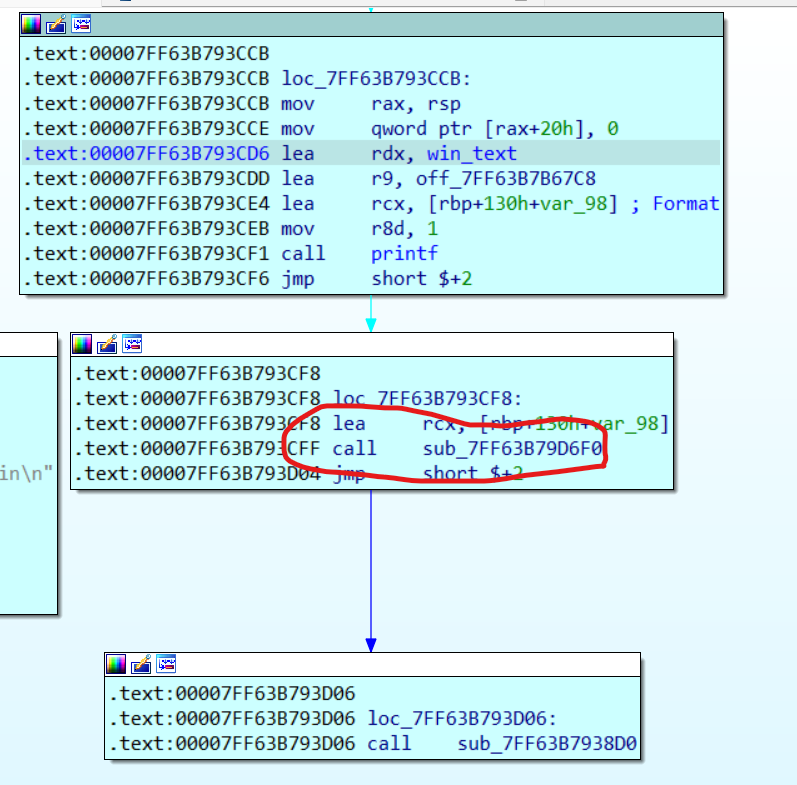 .text:00007FF63B793CCB
.text:00007FF63B793CCB loc_7FF63B793CCB:
.text:00007FF63B793CCB mov     rax, rsp
.text:00007FF63B793CCE mov     qword ptr [rax+20h], 0
.text:00007FF63B793CD6 lea     rdx, win_text
.text:00007FF63B793CDD lea     r9, off_7FF63B7B67C8
.text:00007FF63B793CE4 lea     rcx, [rbp+130h+var_98] ; Format
.text:00007FF63B793CEB mov     r8d, 1
.text:00007FF63B793CF1 call    printf
.text:00007FF63B793CF6 jmp     short $+2
.text:00007FF63B793CF8
.text:00007FF63B793CF8 loc_7FF63B793CF8:
.text:00007FF63B793CF8 lea     rcx, [rbp+130h+var_98]
.text:00007FF63B793CFF call    sub_7FF63B79D6F0
.text:00007FF63B793D04 jmp     short $+2
in\n"
.text:00007FF63B793D06
.text:00007FF63B793D06 loc_7FF63B793D06:
.text:00007FF63B793D06 call    sub_7FF63B7938D0